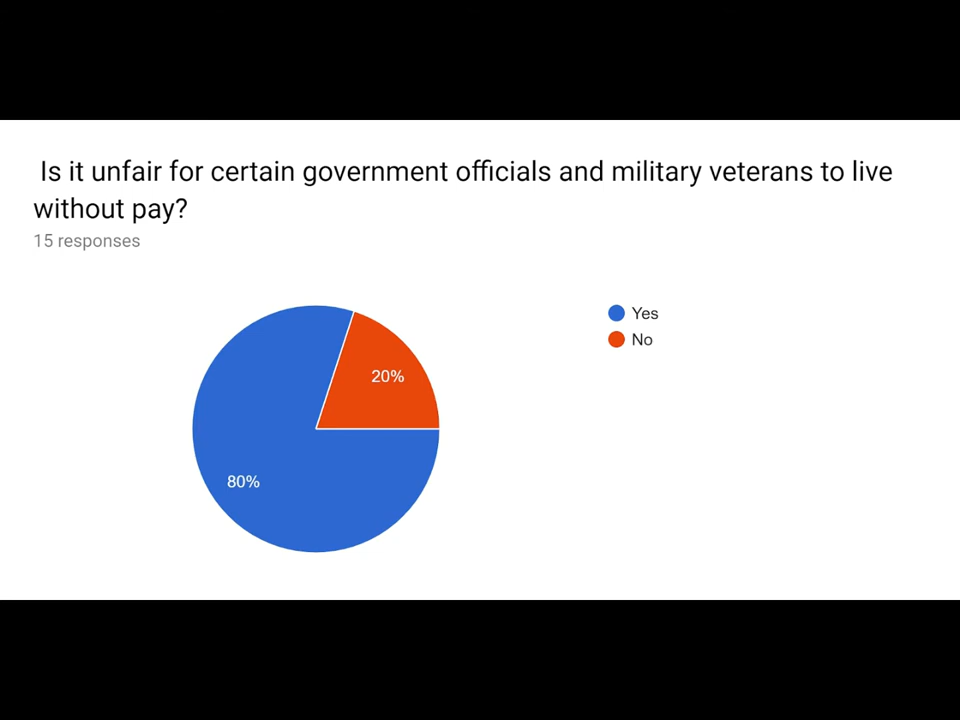 Is it unfair for certain government officials and military veterans to live
without pay?
15 responses
Yes
No
20%
80%